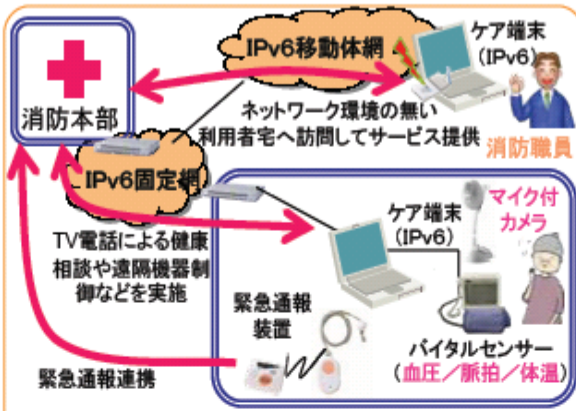 IPv6移動体網
ケア端末
(IPv6)
消防本部
ネットワーク環境の無い
利用者宅へ訪問してサービス提供
消防職員
IPv6固定網
ケア端末
(IPv6)
マイク付
カメラ
TV電話による健康
相談や遠隔機器制
御などを実施
緊急通報
装置
バイタルセンサー
(血圧／脈拍／体温)
緊急通報連携